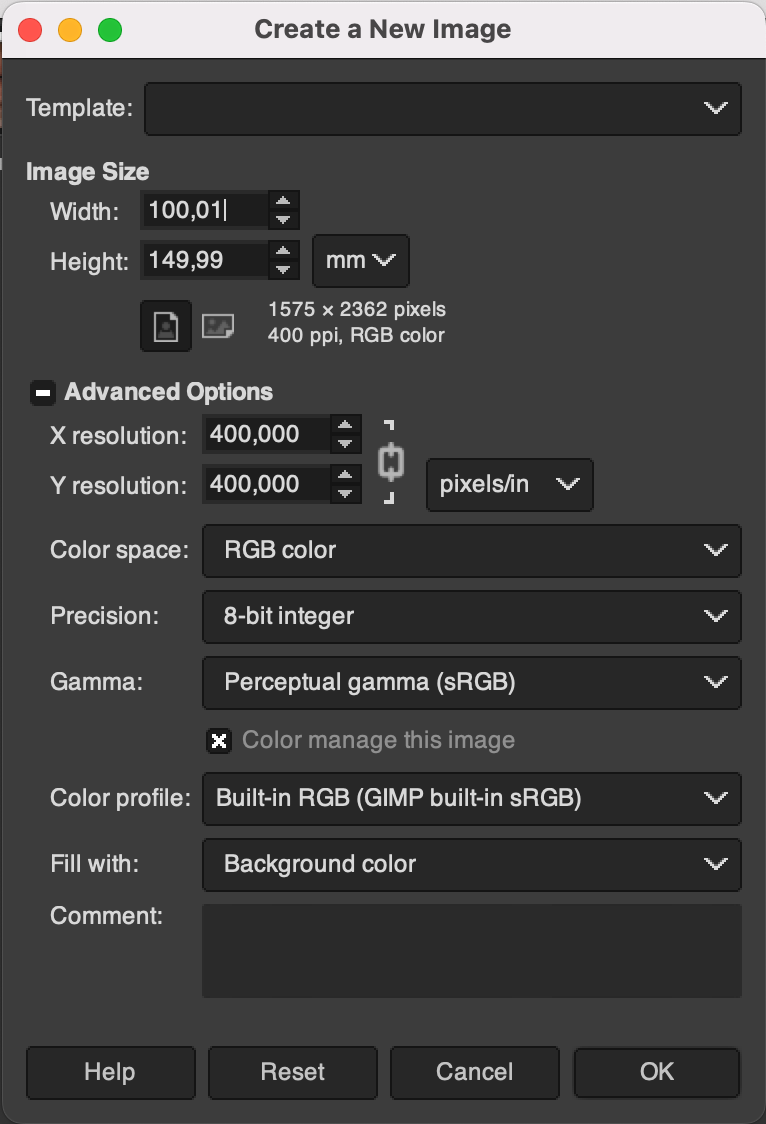 Create a New Image
Template:
Image Size
Width: 100,01
Height: 149,99 mm
1575 × 2362 pixels
400 ppi, RGB color
Advanced Options
X resolution: 400,000
Y resolution: 400,000 pixels/in
Color space: RGB color
Precision: 8-bit integer
Gamma: Perceptual gamma (sRGB)
Color manage this image
Color profile: Built-in RGB (GIMP built-in sRGB)
Fill with: Background color
Comment:
Help Reset Cancel OK